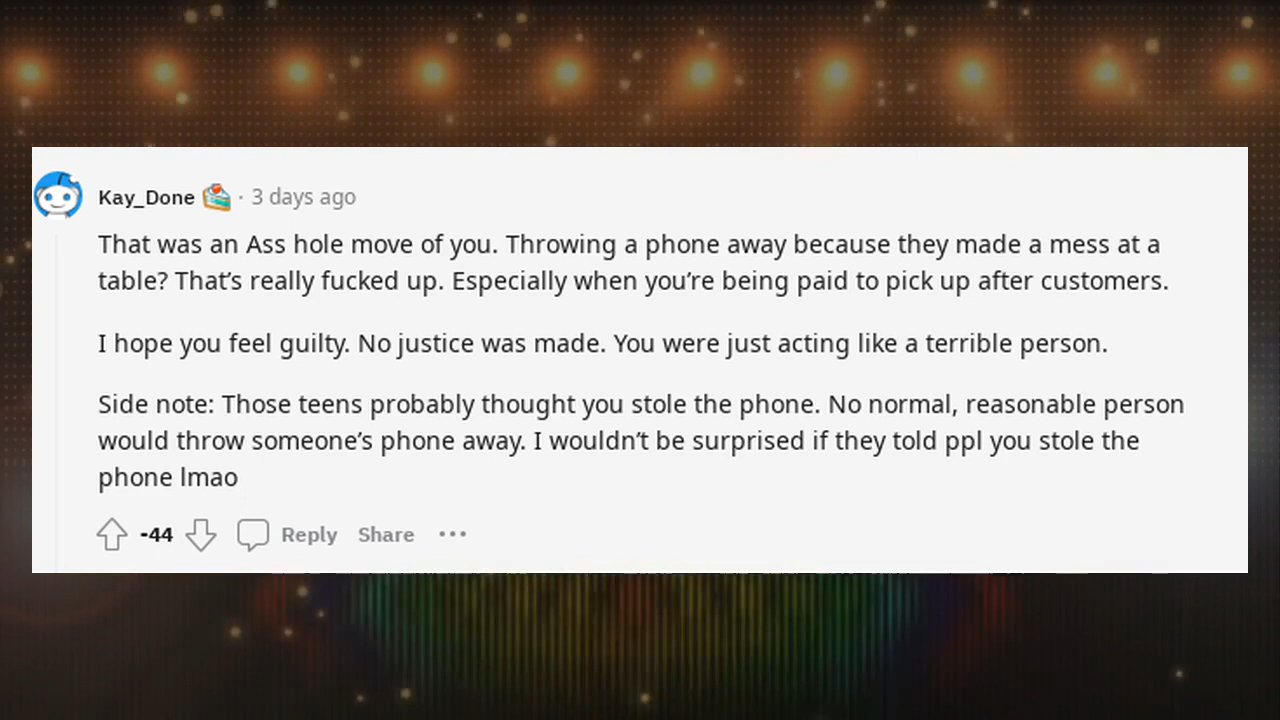 Kay_Done · 3 days ago
That was an Ass hole move of you. Throwing a phone away because they made a mess at a
table? That’s really fucked up. Especially when you’re being paid to pick up after customers.
I hope you feel guilty. No justice was made. You were just acting like a terrible person.
Side note: Those teens probably thought you stole the phone. No normal, reasonable person
would throw someone’s phone away. I wouldn’t be surprised if they told ppl you stole the
phone lmao
-44 Reply Share